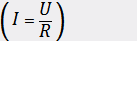 (I = U/R)